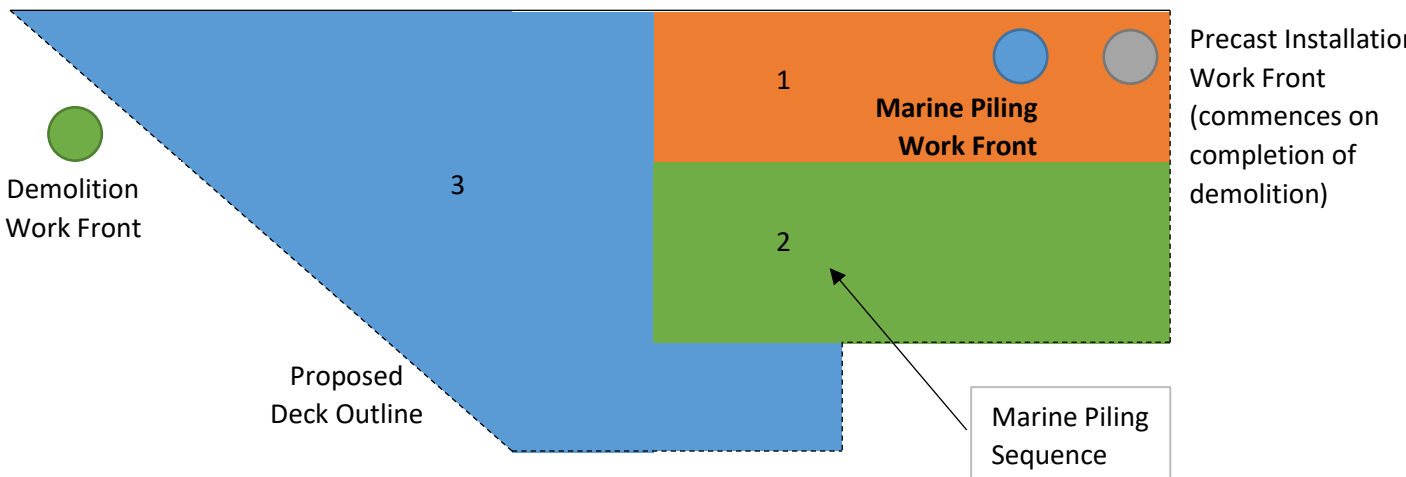 1
Marine Piling
Work Front
Precast Installation
Work Front
(commences on
completion of
demolition)
Demolition
Work Front
3
2
Proposed
Deck Outline
Marine Piling
Sequence